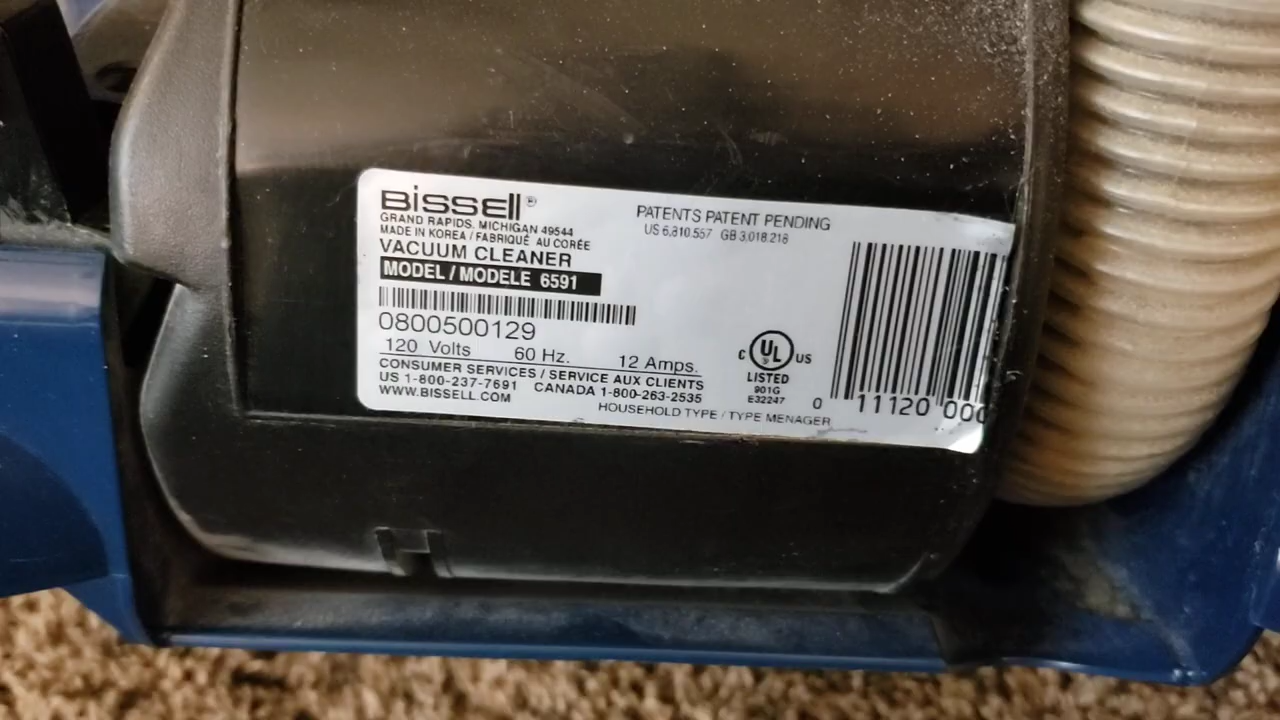 BISSELL®
GRAND RAPIDS, MICHIGAN 49544
MADE IN KOREA / FABRIQUÉ AU CORÉE
VACUUM CLEANER
MODEL / MODELE 6591
0800500129
120 Volts 60 Hz. 12 Amps.
CONSUMER SERVICES / SERVICE AUX CLIENTS
US 1-800-237-7691 CANADA 1-800-263-2535
WWW.BISSELL.COM
HOUSEHOLD TYPE / TYPE MENAGER
PATENTS PATENT PENDING
US 6,810,557 GB 3,018,218
C UL US
LISTED
901G
E32247
0 11120 000